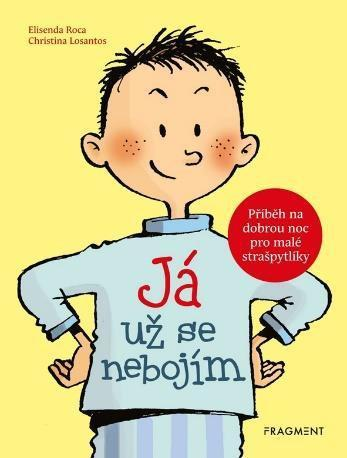 Elisenda Roca
Christina Losantos
Příběh na
dobrou noc
pro malé
strašpytlíky
Já
už se
nebojím
FRAGMENT